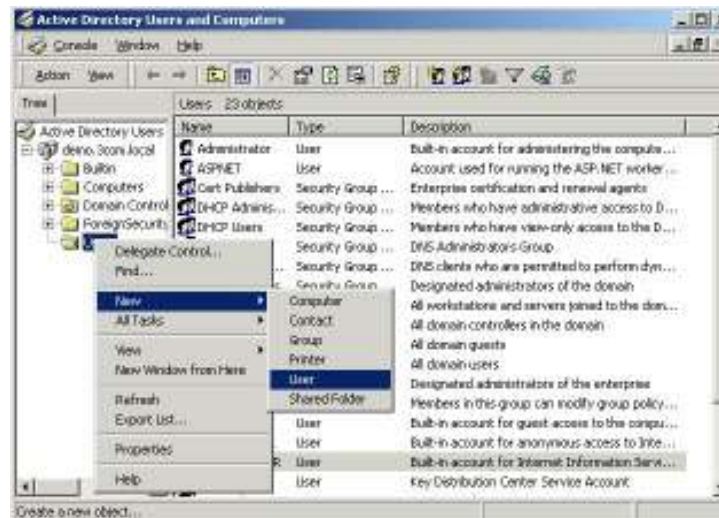 Active Directory Users and Computers
Console Window Help
Action View
Tree
Users 23 objects
Name Type Description
Active Directory Users
demo.3com.local
Builtin
Computers
Domain Control
ForeignSecurity
Administrator User Built-in account for administering the compute...
ASPNET User Account used for running the ASP.NET worker...
Cert Publishers Security Group ... Enterprise certification and renewal agents
DHCP Adminis... Security Group ... Members who have administrative access to D...
DHCP Users Security Group ... Members who have view-only access to the D...
Security Group ... DNS Administrators Group
Security Group ... DNS clients who are permitted to perform dyn...
Security Group Designated administrators of the domain
All workstations and servers joined to the dom...
All domain controllers in the domain
All domain guests
All domain users
Designated administrators of the enterprise
Members in this group can modify group policy...
User Built-in account for guest access to the compu...
User Built-in account for anonymous access to Inte...
R User Built-in account for Internet Information Serv...
User Key Distribution Center Service Account
Delegate Control...
Find...
New
All Tasks
View
New Window from Here
Refresh
Export List...
Properties
Help
Computer
Contact
Group
Printer
User
Shared Folder
Create a new object...